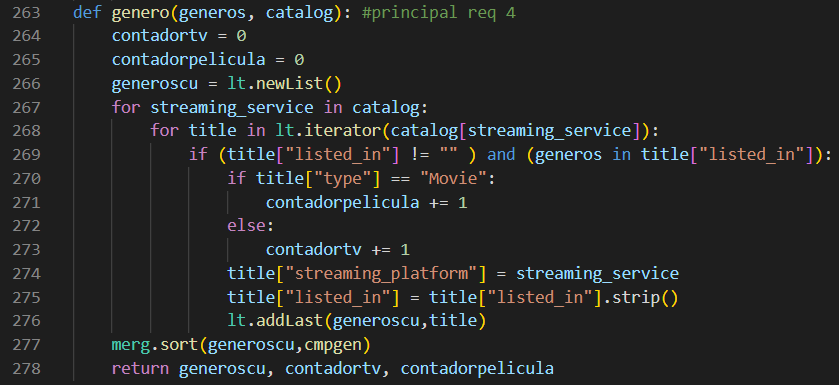 263 def genero(generos, catalog): #principal req 4
264     contadortv = 0
265     contadorpelicula = 0
266     generoscu = lt.newList()
267     for streaming_service in catalog:
268         for title in lt.iterator(catalog[streaming_service]):
269             if (title["listed_in"] != "" ) and (generos in title["listed_in"]):
270                 if title["type"] == "Movie":
271                     contadorpelicula += 1
272                 else:
273                     contadortv += 1
274                 title["streaming_platform"] = streaming_service
275                 title["listed_in"] = title["listed_in"].strip()
276                 lt.addLast(generoscu,title)
277     merg.sort(generoscu,cmpgen)
278     return generoscu, contadortv, contadorpelicula